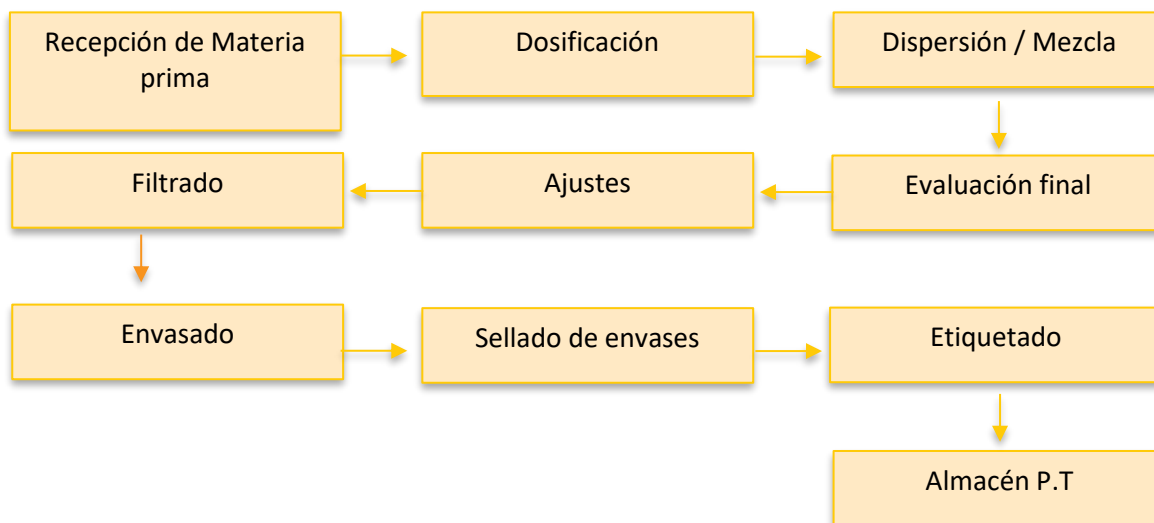 Recepción de Materia
prima
Dosificación
Dispersión / Mezcla
Filtrado
Ajustes
Evaluación final
Envasado
Sellado de envases
Etiquetado
Almacén P.T